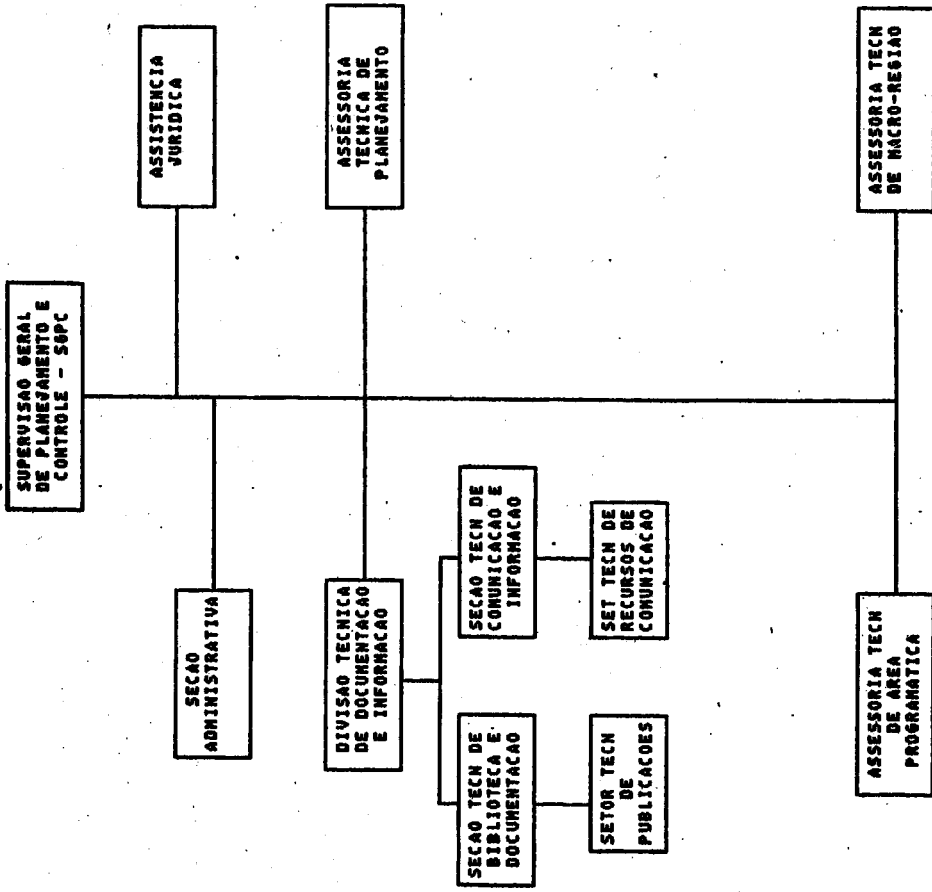 SUPERVISAO GERAL
DE PLANEJAMENTO E
CONTROLE - SGPC
ASSISTENCIA
JURIDICA
SECAO
ADMINISTRATIVA
ASSESSORIA
TECNICA DE
PLANEJAMENTO
DIVISAO TECNICA
DE DOCUMENTACAO
E INFORMACAO
SECAO TECN DE
BIBLIOTECA E
DOCUMENTACAO
SECAO TECN DE
COMUNICACAO E
INFORMACAO
SETOR TECN
DE
PUBLICACOES
SET TECN DE
RECURSOS DE
COMUNICACAO
ASSESSORIA TECN
DE AREA
PROGRAMATICA
ASSESSORIA TECN
DE MACRO-REGIAO